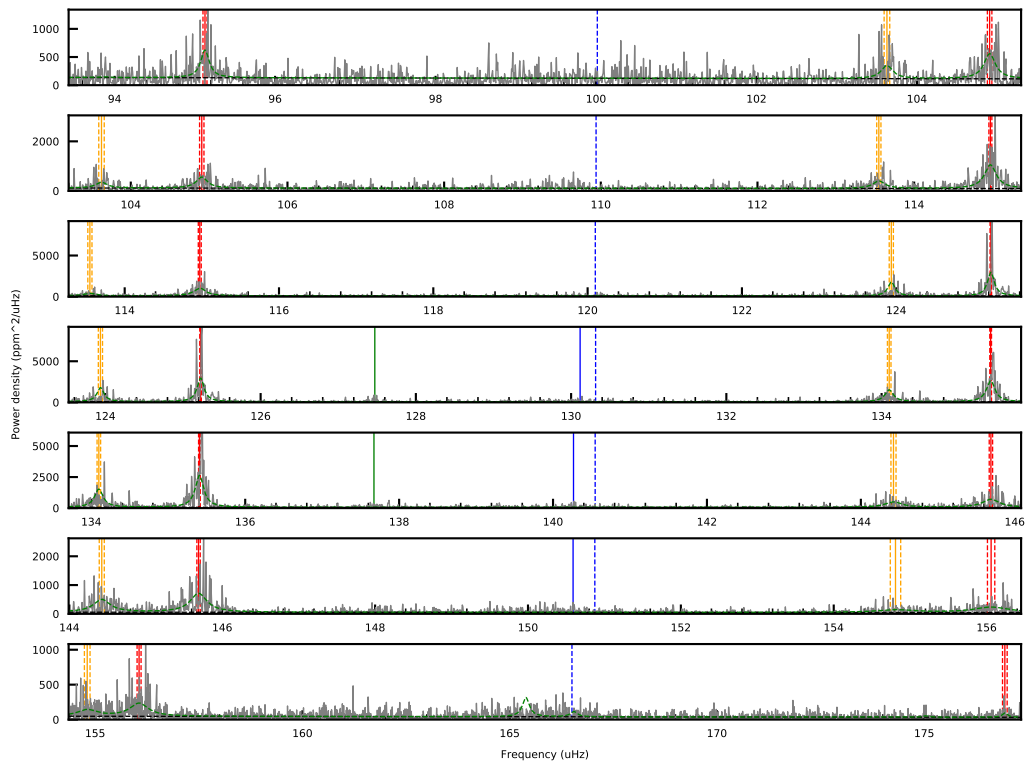 1000
500
0
94 96 98 100 102 104
2000
0
104 106 108 110 112 114
5000
0
114 116 118 120 122 124
Power density (ppm^2/uHz)
5000
0
124 126 128 130 132 134
5000
2500
0
134 136 138 140 142 144 146
2000
1000
0
144 146 148 150 152 154 156
1000
500
0
155 160 165 170 175
Frequency (uHz)